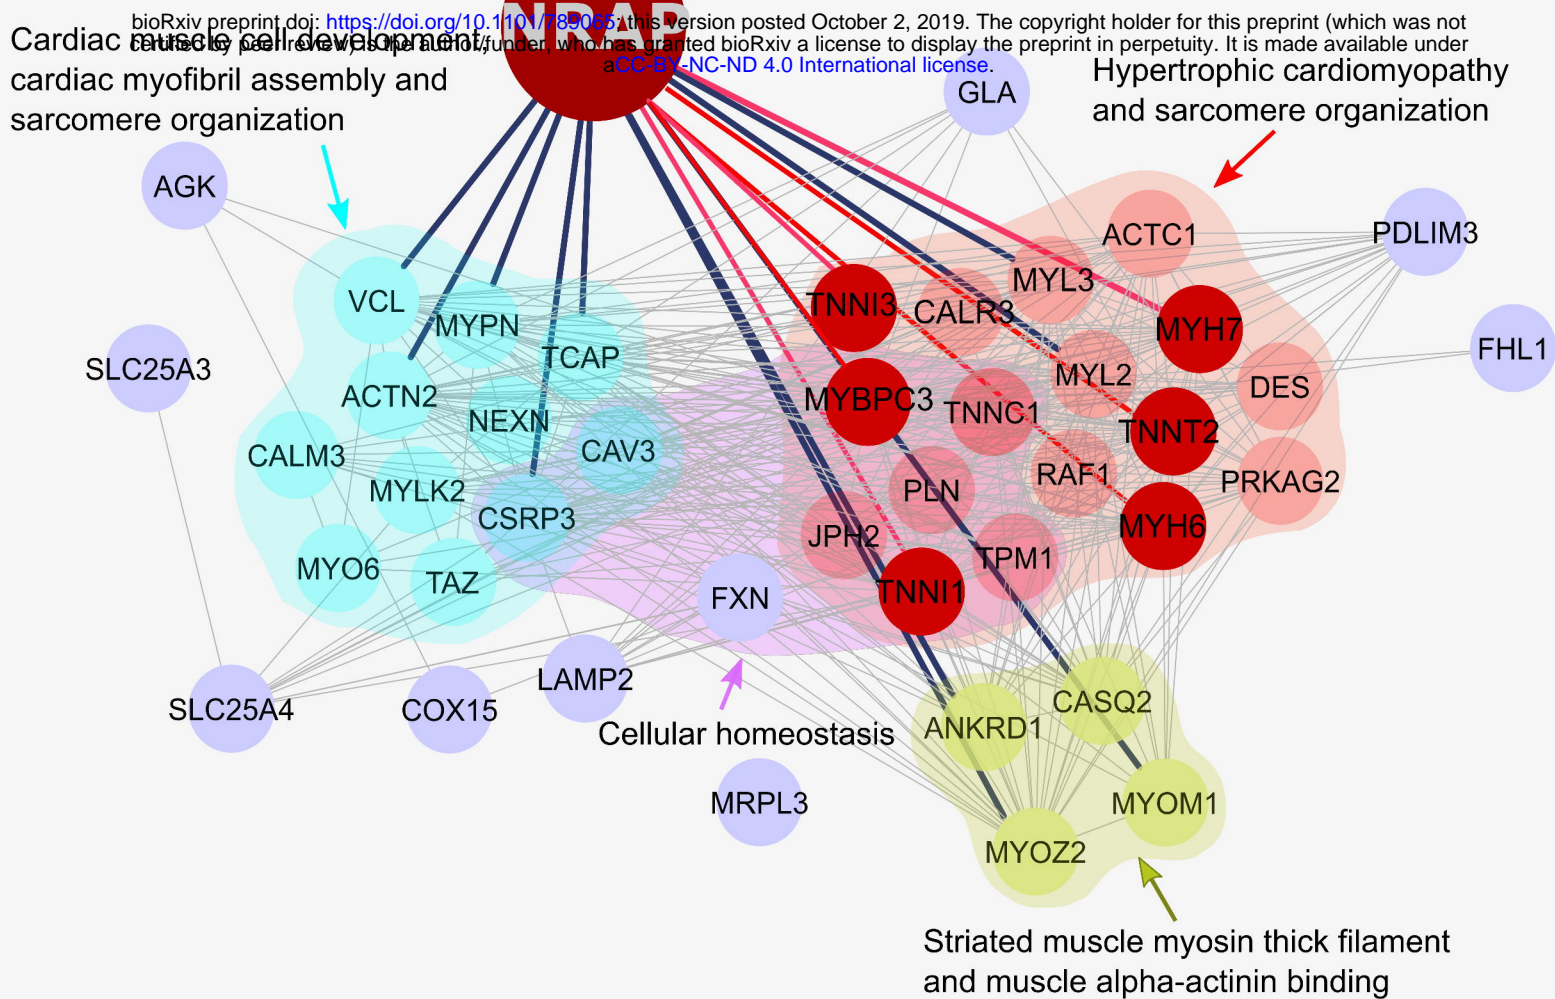 NRAP
bioRxiv preprint doi: https://doi.org/10.1101/789065; this version posted October 2, 2019. The copyright holder for this preprint (which was not
certified by peer review) is the author/funder, who has granted bioRxiv a license to display the preprint in perpetuity. It is made available under
aCC-BY-NC-ND 4.0 International license.
Cardiac muscle cell development,
cardiac myofibril assembly and
sarcomere organization
Hypertrophic cardiomyopathy
and sarcomere organization
GLA
AGK
ACTC1
PDLIM3
VCL
MYL3
TNNI3
CALR3
MYPN
MYH7
FHL1
TCAP
SLC25A3
MYL2
DES
ACTN2
MYBPC3
TNNC1
NEXN
TNNT2
CAV3
CALM3
RAF1
PRKAG2
MYLK2
PLN
CSRP3
MYH6
JPH2
TPM1
MYO6
TAZ
TNNI1
FXN
LAMP2
SLC25A4
COX15
CASQ2
ANKRD1
Cellular homeostasis
MRPL3
MYOM1
MYOZ2
Striated muscle myosin thick filament
and muscle alpha-actinin binding